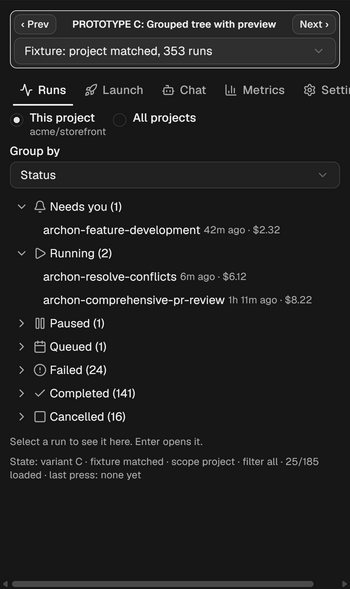 ‹ Prev
PROTOTYPE C: Grouped tree with preview
Next ›
Fixture: project matched, 353 runs
Runs
Launch
Chat
Metrics
Setti
This project
acme/storefront
All projects
Group by
Status
Needs you (1)
archon-feature-development 42m ago · $2.32
Running (2)
archon-resolve-conflicts 6m ago · $6.12
archon-comprehensive-pr-review 1h 11m ago · $8.22
Paused (1)
Queued (1)
Failed (24)
Completed (141)
Cancelled (16)
Select a run to see it here. Enter opens it.
State: variant C · fixture matched · scope project · filter all · 25/185
loaded · last press: none yet